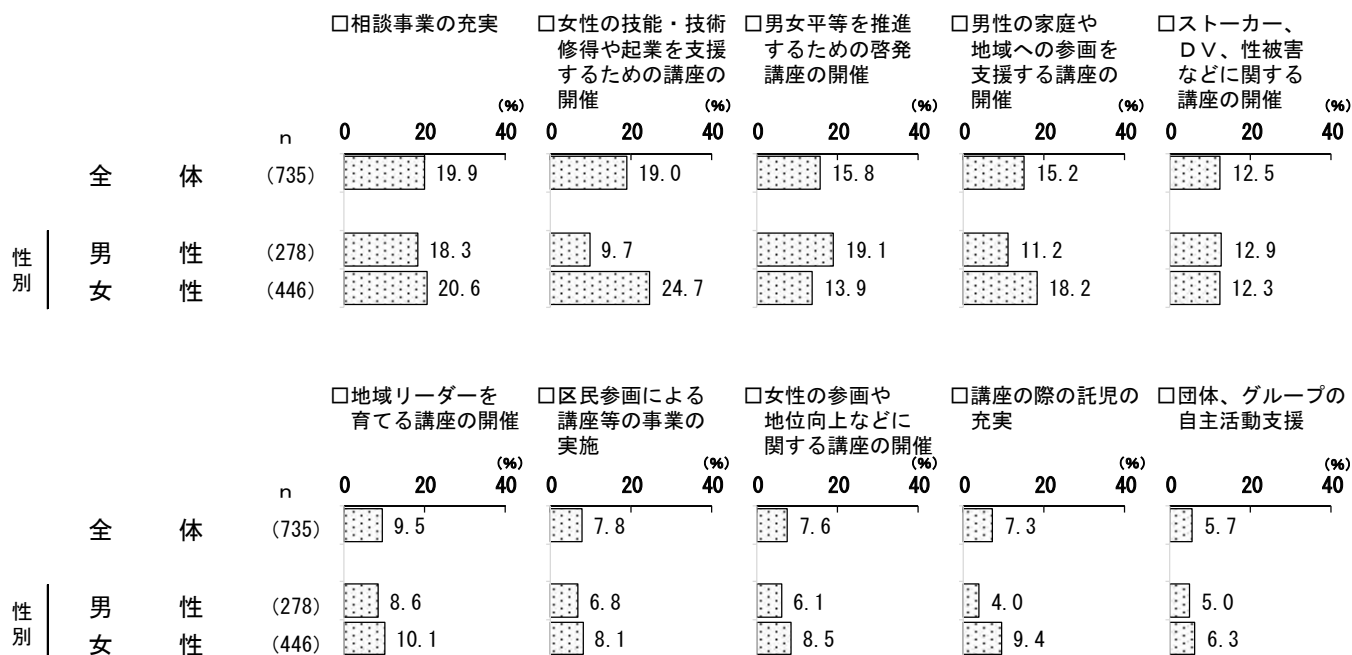 □相談事業の充実
□女性の技能・技術
修得や起業を支援
するための講座の
開催
□男女平等を推進
するための啓発
講座の開催
□男性の家庭や
地域への参画を
支援する講座の
開催
□ストーカー、
ＤＶ、性被害
などに関する
講座の開催
(%) (%) (%) (%) (%)
n 0 20 40 0 20 40 0 20 40 0 20 40 0 20 40
全 体 (735) 19.9 19.0 15.8 15.2 12.5
性別
男 性 (278) 18.3 9.7 19.1 11.2 12.9
女 性 (446) 20.6 24.7 13.9 18.2 12.3
□地域リーダーを
育てる講座の開催
□区民参画による
講座等の事業の
実施
□女性の参画や
地位向上などに
関する講座の開催
□講座の際の託児の
充実
□団体、グループの
自主活動支援
(%) (%) (%) (%) (%)
n 0 20 40 0 20 40 0 20 40 0 20 40 0 20 40
全 体 (735) 9.5 7.8 7.6 7.3 5.7
性別
男 性 (278) 8.6 6.8 6.1 4.0 5.0
女 性 (446) 10.1 8.1 8.5 9.4 6.3